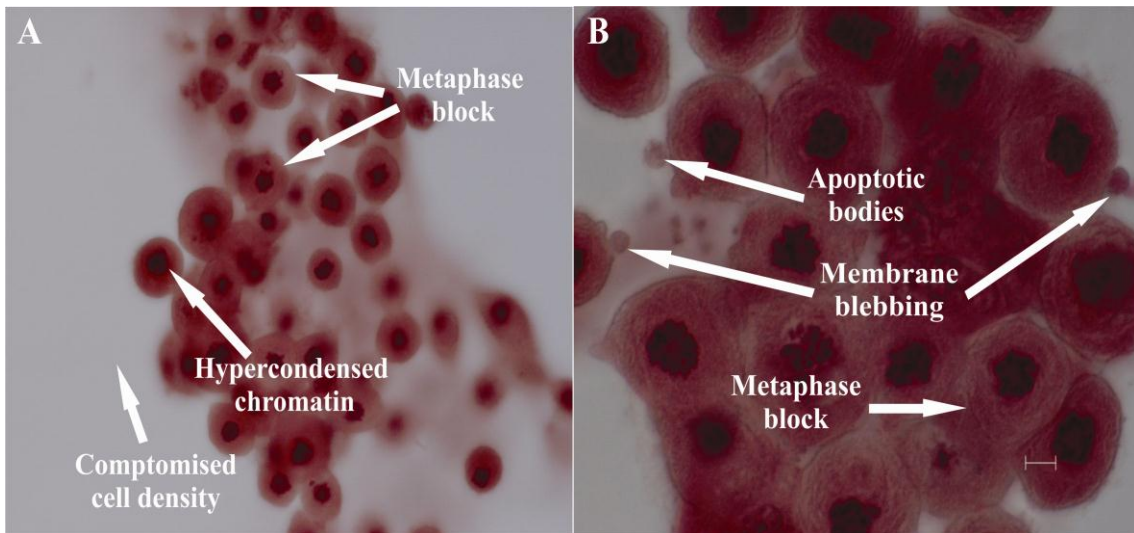 A
Metaphase
block
Hypercondensed
chromatin
Comptomised
cell density
B
Apoptotic
bodies
Membrane
blebbing
Metaphase
block